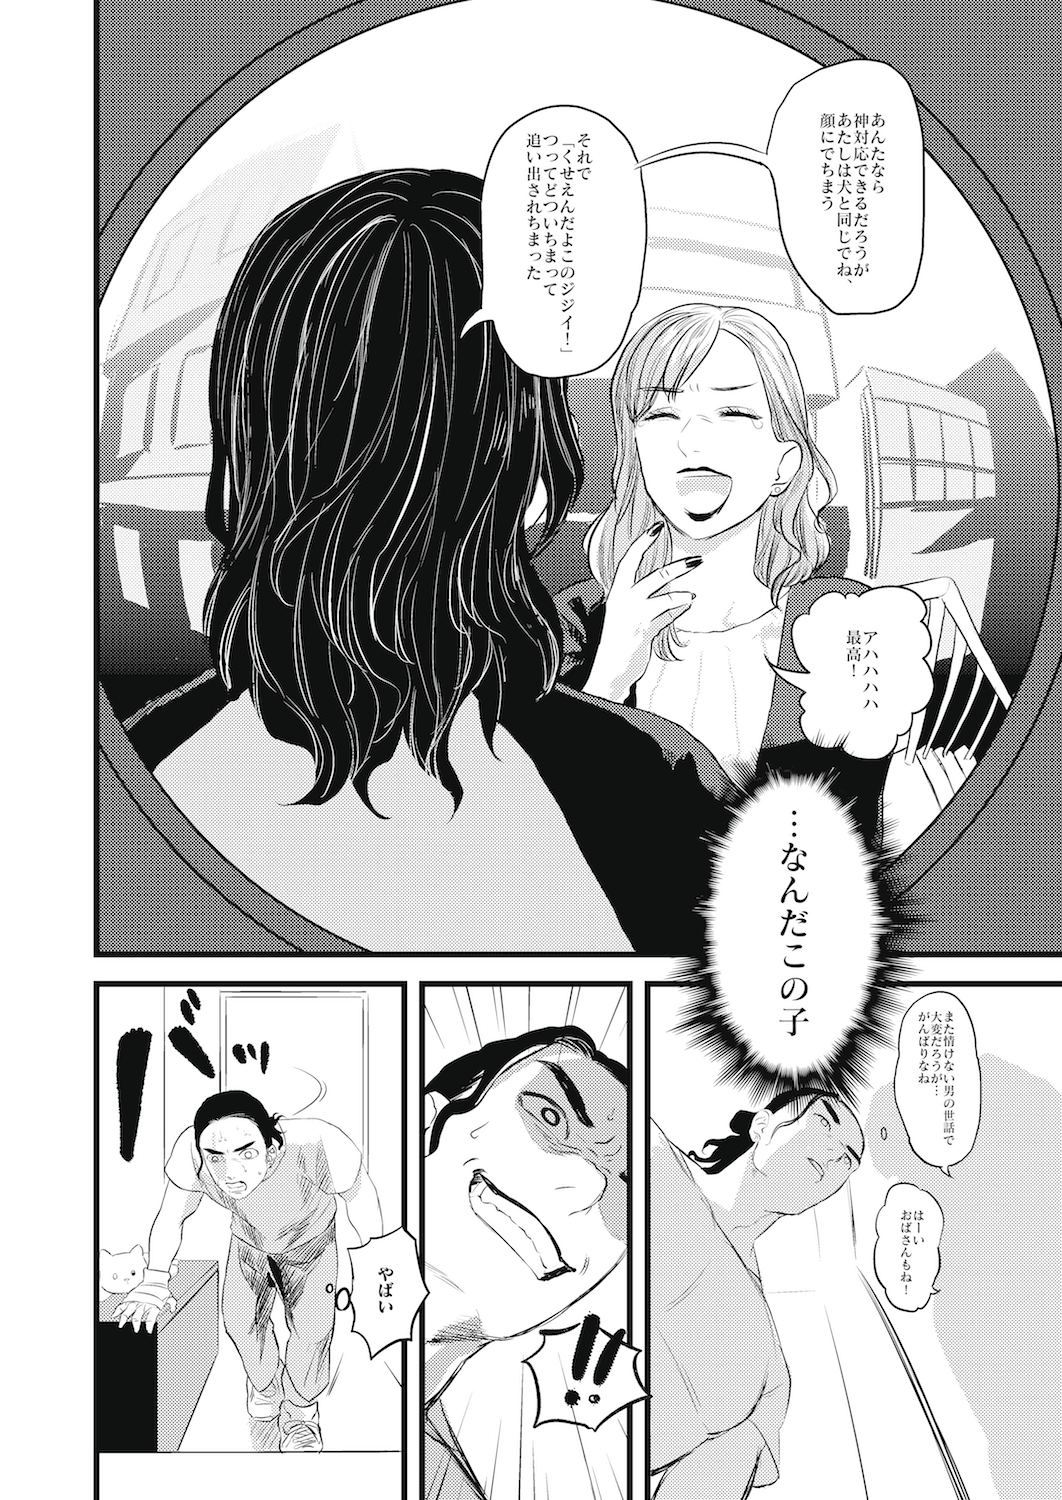 あんたなら
神対応できるだろうが
あたしは犬と同じでね、
顔にでちまう
それで
「くせえんだよこのジジイ！」
つってどついちまって
追い出されちまった
アハハハハ
最高！
…なんだこの子
また情けない男の世話で
大変だろうが…
がんばりなね
はーい
おばさんもね！
!!
バッ
!
やばい